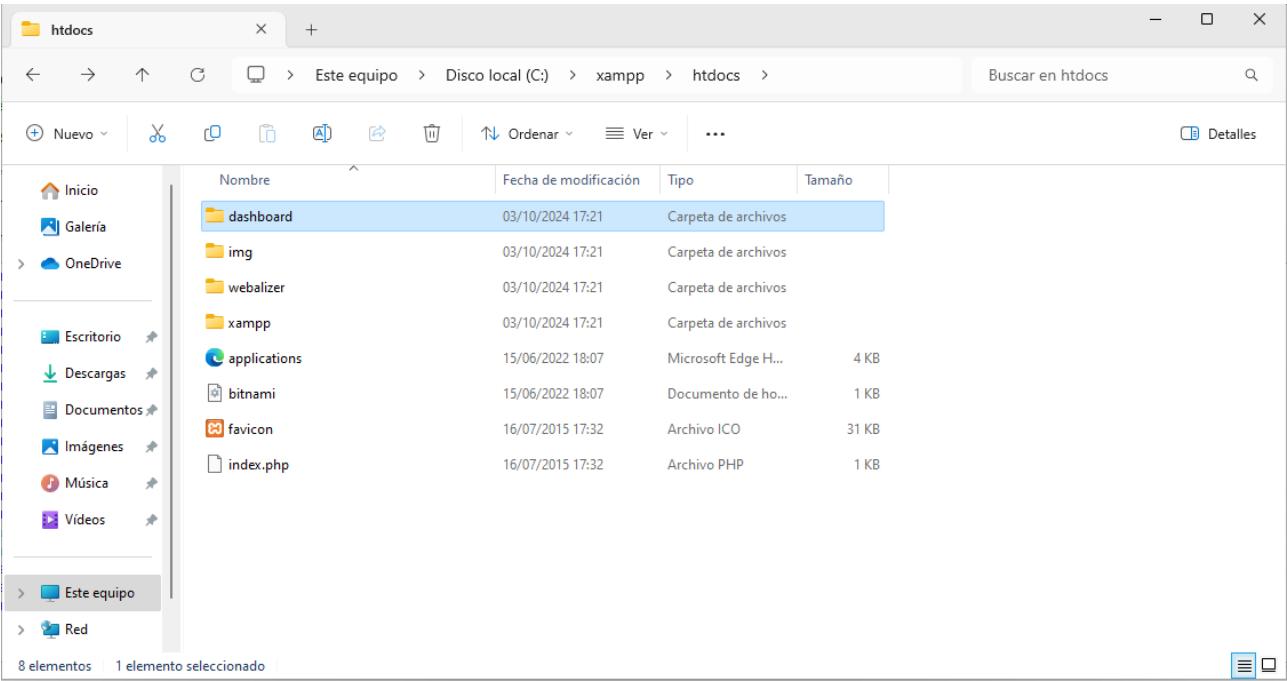 htdocs
Este equipo > Disco local (C:) > xampp > htdocs >
Buscar en htdocs
Nuevo
Ordenar
Ver
Detalles
Inicio
Galería
OneDrive
Escritorio
Descargas
Documentos
Imágenes
Música
Vídeos
Este equipo
Red
Nombre Fecha de modificación Tipo Tamaño
dashboard 03/10/2024 17:21 Carpeta de archivos
img 03/10/2024 17:21 Carpeta de archivos
webalizer 03/10/2024 17:21 Carpeta de archivos
xampp 03/10/2024 17:21 Carpeta de archivos
applications 15/06/2022 18:07 Microsoft Edge H... 4 KB
bitnami 15/06/2022 18:07 Documento de ho... 1 KB
favicon 16/07/2015 17:32 Archivo ICO 31 KB
index.php 16/07/2015 17:32 Archivo PHP 1 KB
8 elementos 1 elemento seleccionado